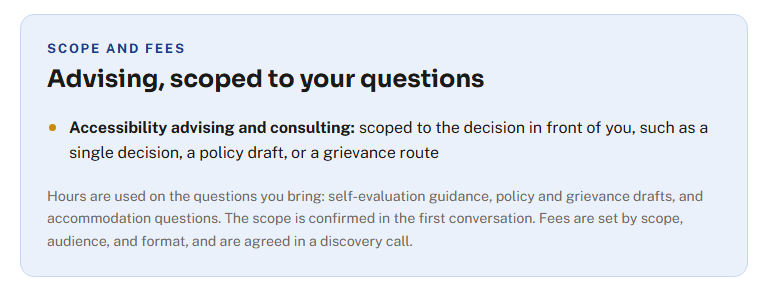 SCOPE AND FEES
Advising, scoped to your questions
Accessibility advising and consulting: scoped to the decision in front of you, such as a
single decision, a policy draft, or a grievance route
Hours are used on the questions you bring: self-evaluation guidance, policy and grievance drafts, and
accommodation questions. The scope is confirmed in the first conversation. Fees are set by scope,
audience, and format, and are agreed in a discovery call.